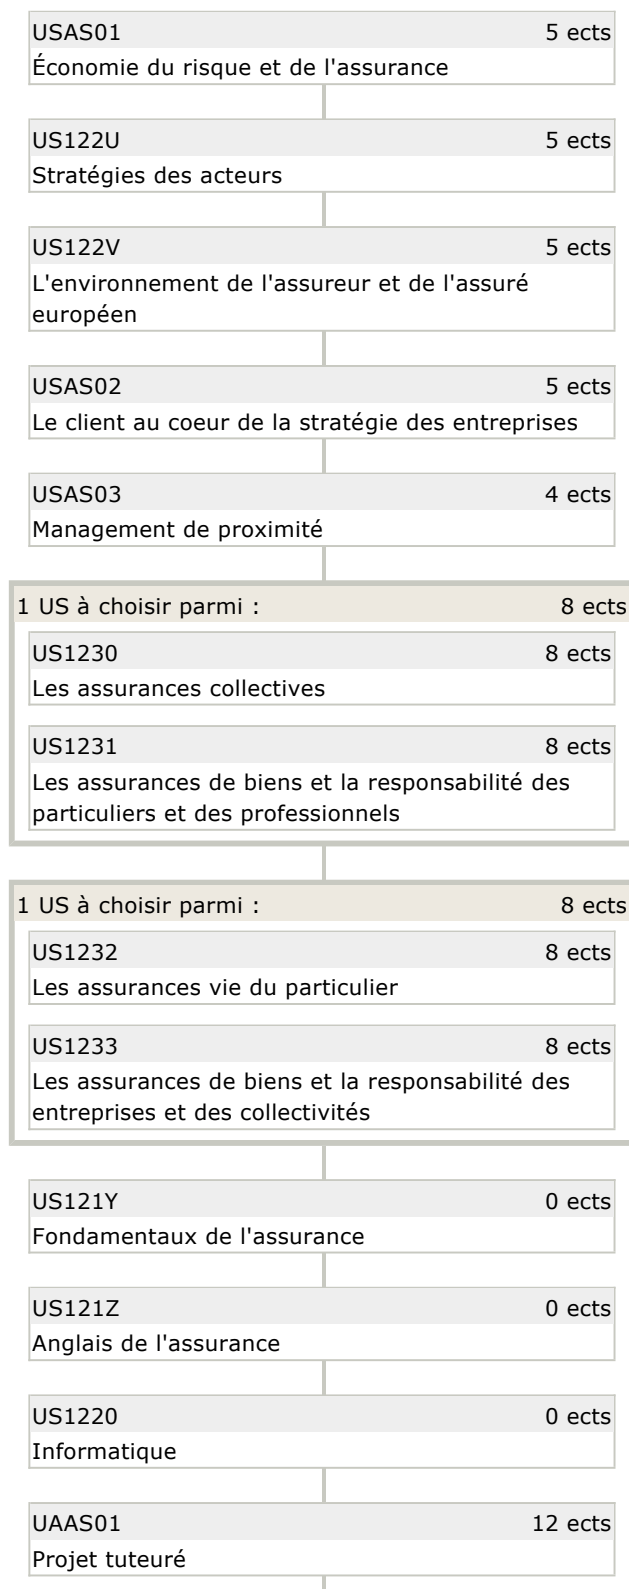 USAS01 5 ects
Économie du risque et de l'assurance
US122U 5 ects
Stratégies des acteurs
US122V 5 ects
L'environnement de l'assureur et de l'assuré
européen
USAS02 5 ects
Le client au coeur de la stratégie des entreprises
USAS03 4 ects
Management de proximité
1 US à choisir parmi : 8 ects
US1230 8 ects
Les assurances collectives
US1231 8 ects
Les assurances de biens et la responsabilité des
particuliers et des professionnels
1 US à choisir parmi : 8 ects
US1232 8 ects
Les assurances vie du particulier
US1233 8 ects
Les assurances de biens et la responsabilité des
entreprises et des collectivités
US121Y 0 ects
Fondamentaux de l'assurance
US121Z 0 ects
Anglais de l'assurance
US1220 0 ects
Informatique
UAAS01 12 ects
Projet tuteuré